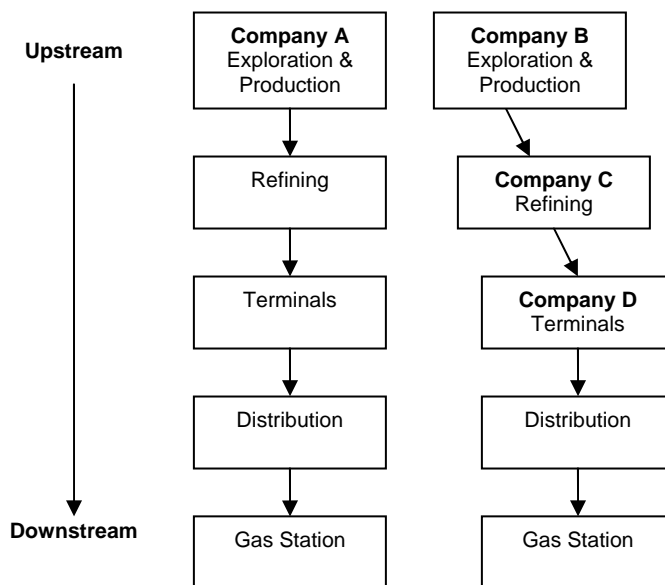 Upstream
Company A
Exploration &
Production
Company B
Exploration &
Production
Refining
Company C
Refining
Terminals
Company D
Terminals
Distribution
Distribution
Downstream
Gas Station
Gas Station